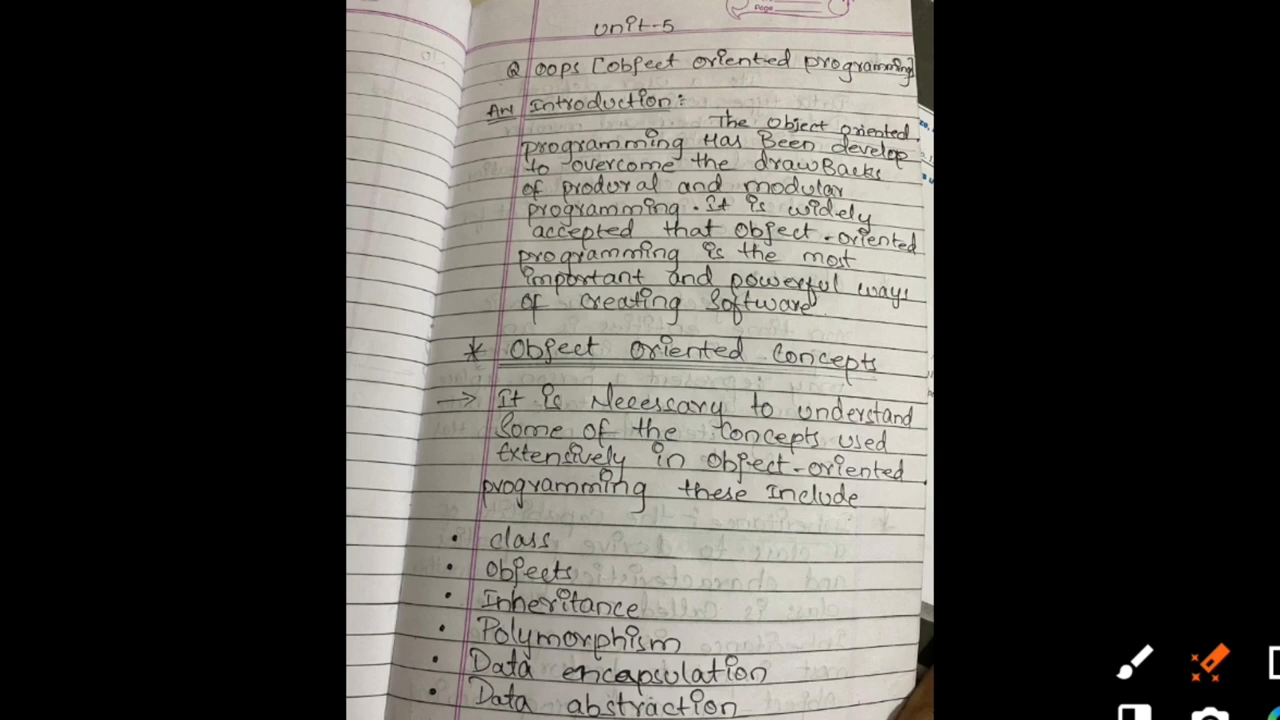 Page
Unit-5
Q oops [object oriented programming]
An Introduction:
The object oriented
programming Has Been develop
to overcome the drawBacks
of produral and modular
programming. It is widely
accepted that object-oriented
programming is the most
important and powerful ways
of creating Software.
* Object oriented concepts
→ It is Necessary to understand
Some of the concepts used
extensively in object-oriented
programming these Include
• class
• objects
• Inheritance
• Polymorphism
• Data encapsulation
• Data abstraction